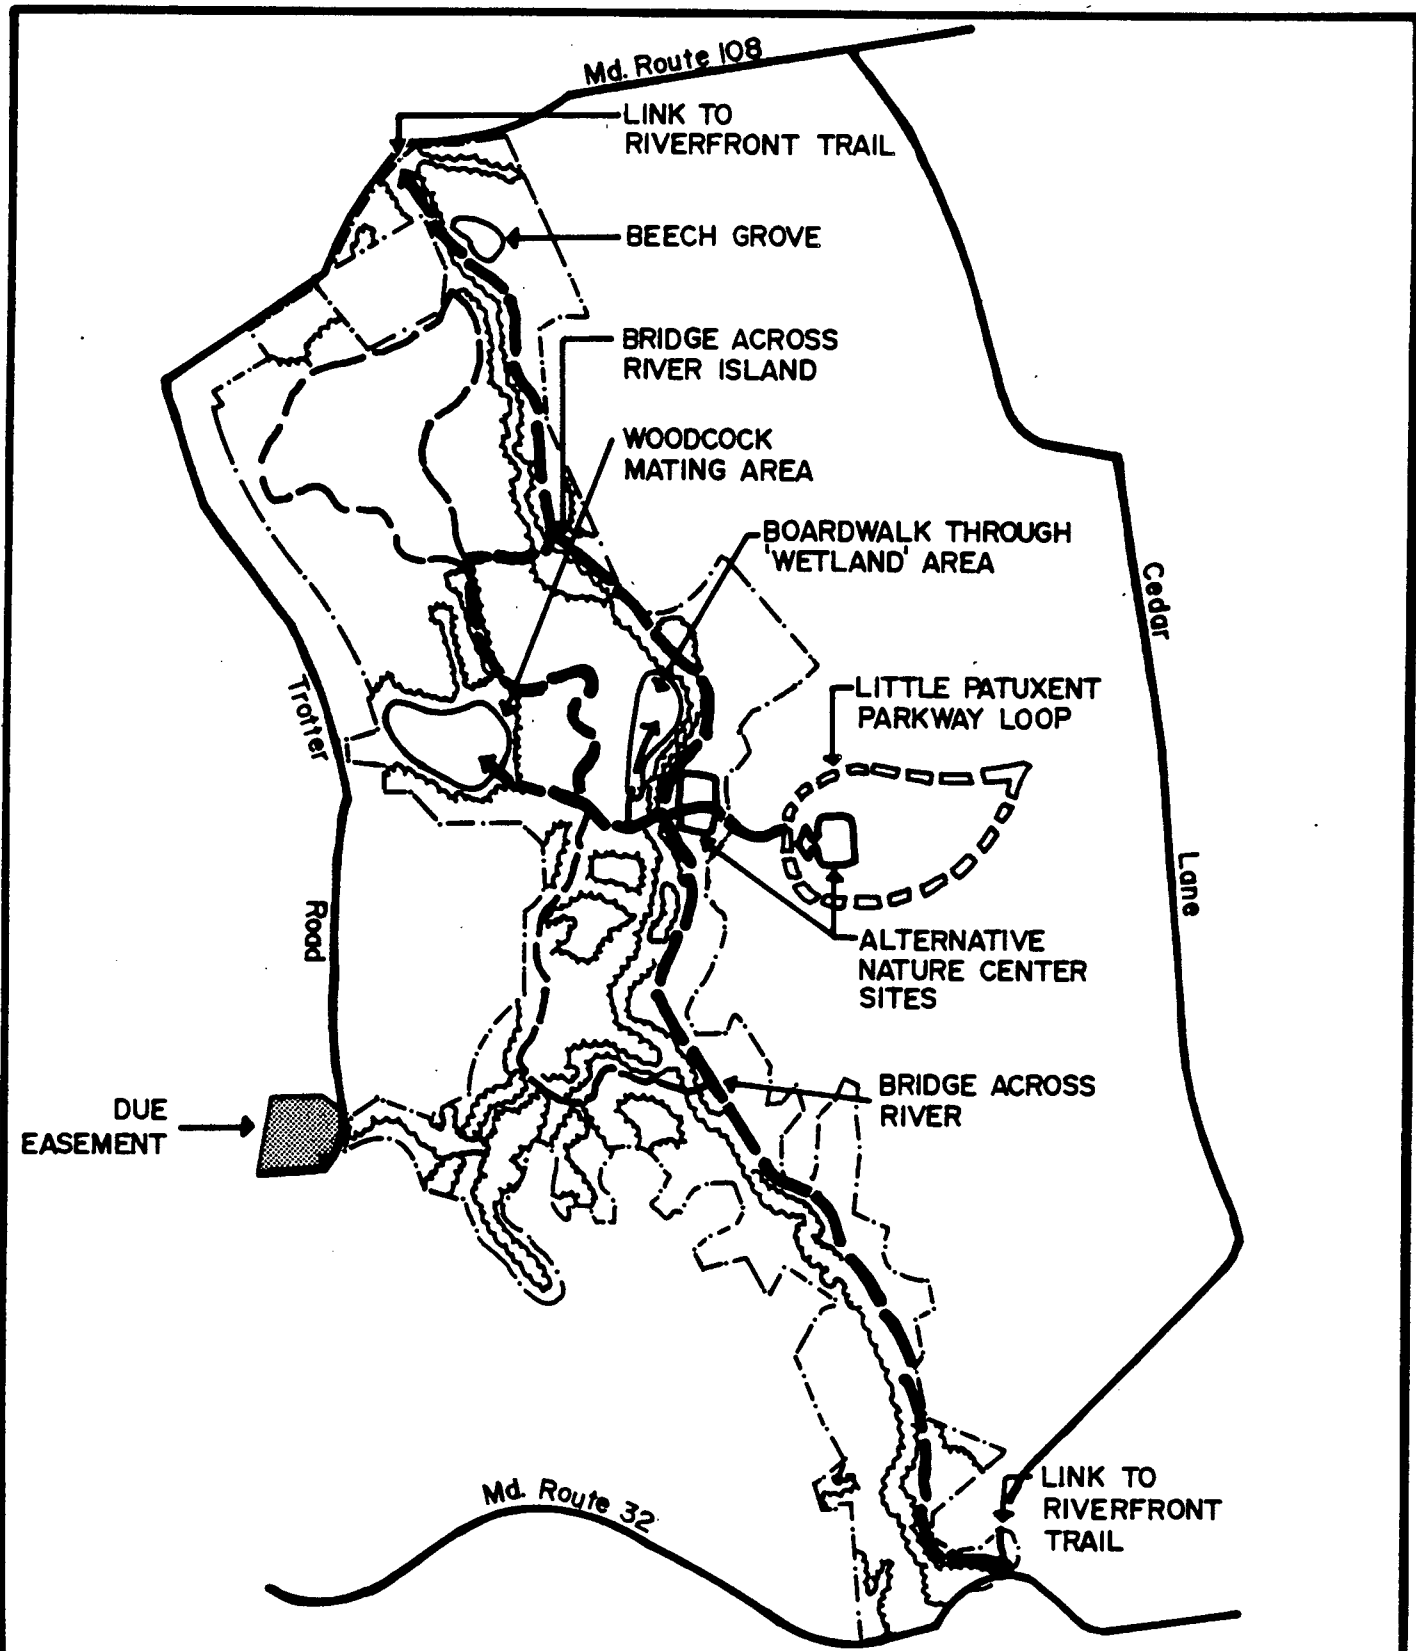 Md. Route 108
LINK TO
RIVERFRONT TRAIL
BEECH GROVE
BRIDGE ACROSS
RIVER ISLAND
WOODCOCK
MATING AREA
BOARDWALK THROUGH
'WETLAND' AREA
Cedar
Lane
LITTLE PATUXENT
PARKWAY LOOP
Trotter
Road
ALTERNATIVE
NATURE CENTER
SITES
BRIDGE ACROSS
RIVER
DUE
EASEMENT
LINK TO
RIVERFRONT
TRAIL
Md. Route 32